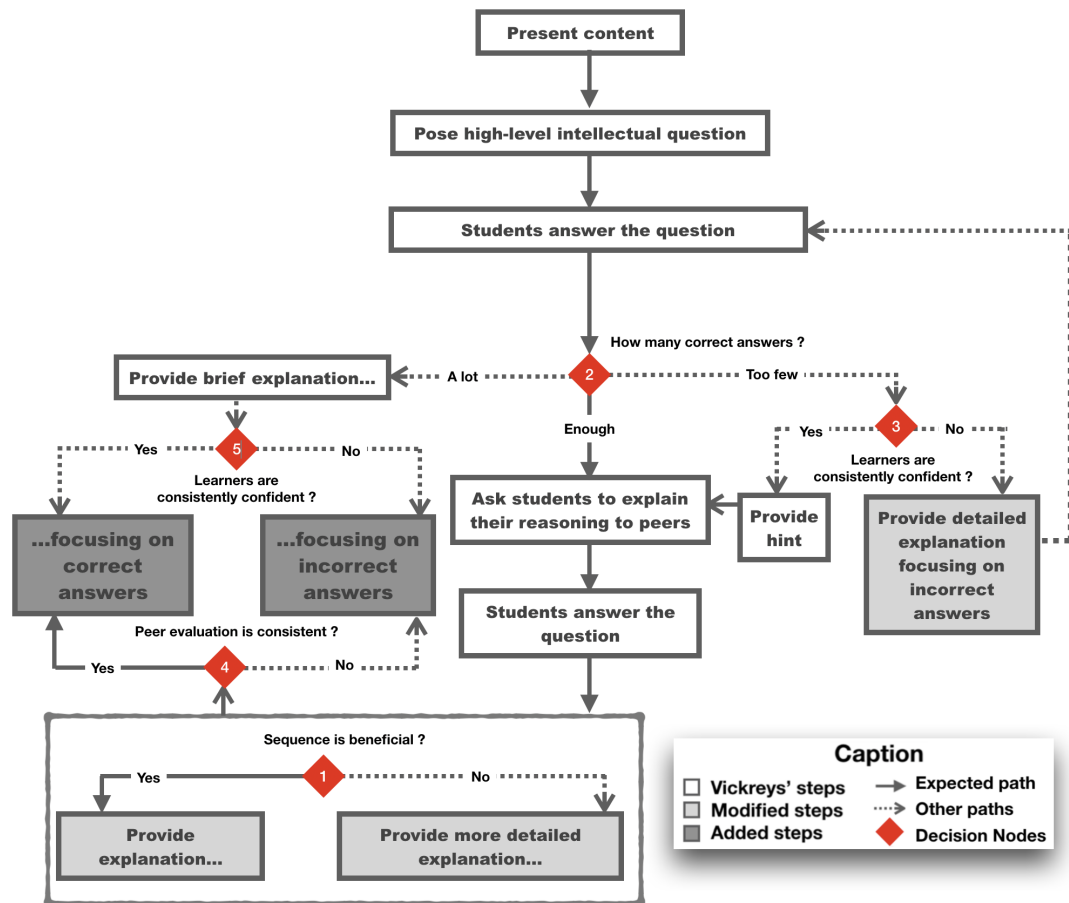 Present content
Pose high-level intellectual question
Students answer the question
How many correct answers ?
Provide brief explanation...
A lot
2
Too few
5
Yes
No
Learners are
consistently confident ?
Enough
3
Yes
No
Learners are
consistently confident ?
...focusing on
correct
answers
...focusing on
incorrect
answers
Ask students to explain
their reasoning to peers
Provide
hint
Provide detailed
explanation
focusing on
incorrect
answers
Students answer the
question
Peer evaluation is consistent ?
Yes
4
No
Sequence is beneficial ?
Yes
1
No
Provide
explanation...
Provide more detailed
explanation...
Caption
Vickreys' steps
Modified steps
Added steps
Expected path
Other paths
Decision Nodes